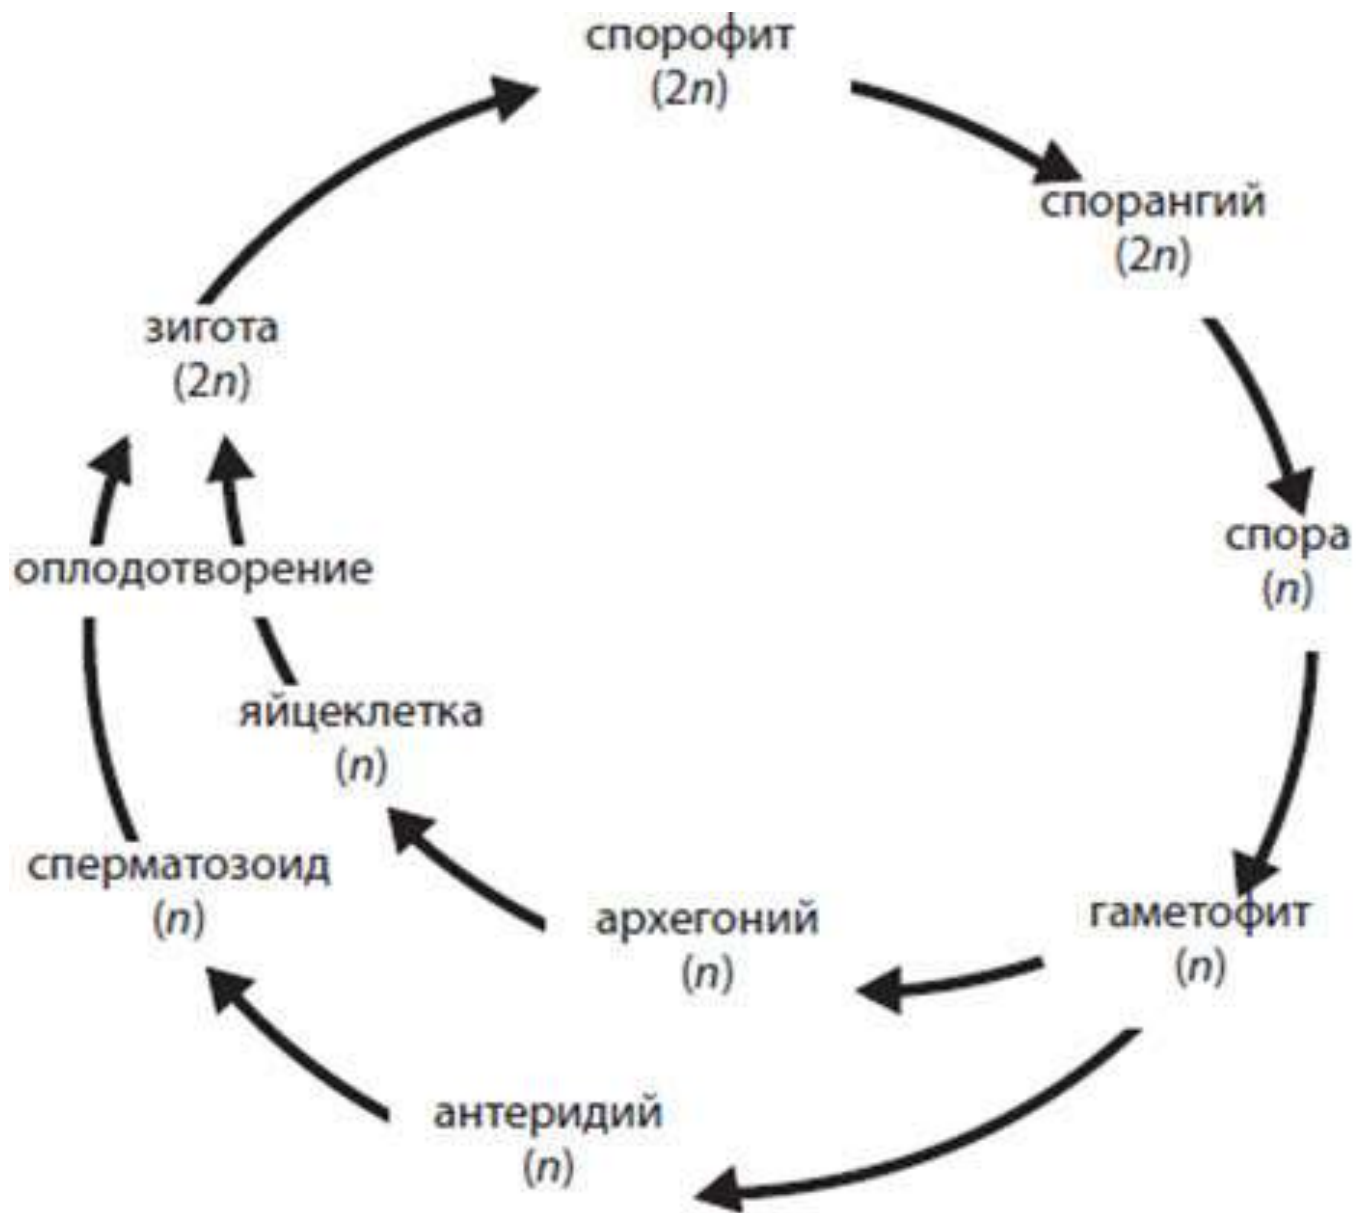 спорофит
(2n)
спорангий
(2n)
зигота
(2n)
спора
(n)
оплодотворение
яйцеклетка
(n)
сперматозоид
(n)
архегоний
(n)
гаметофит
(n)
антеридий
(n)